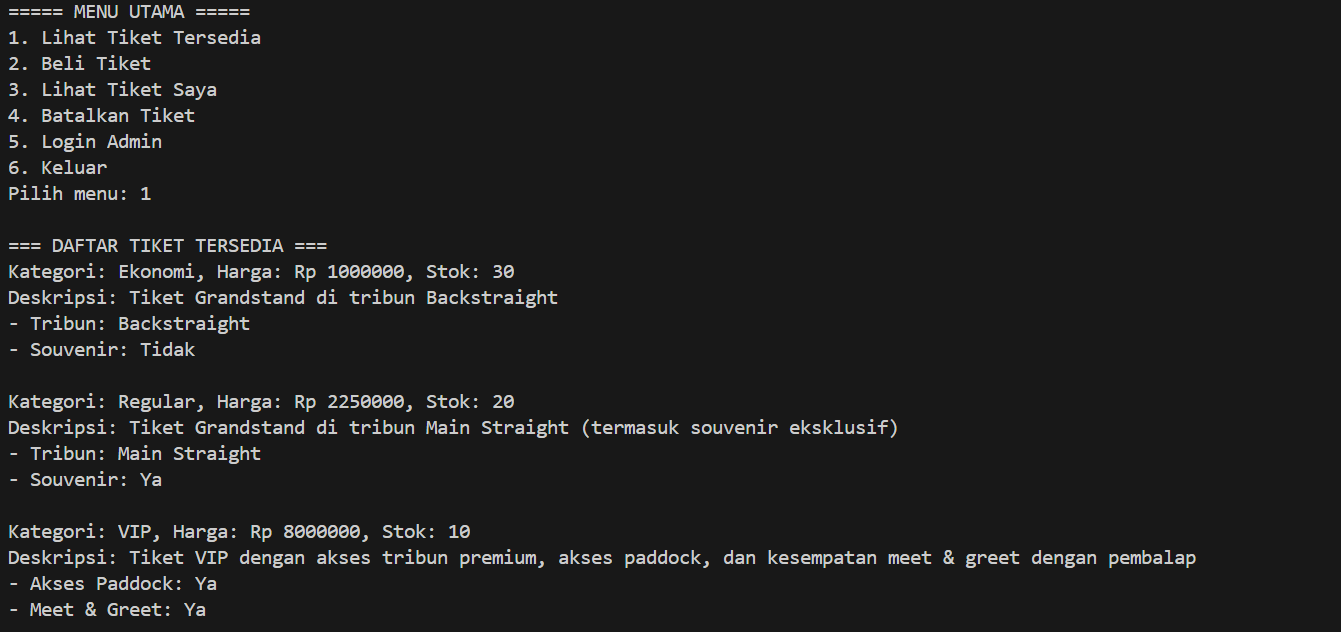 ===== MENU UTAMA =====
1. Lihat Tiket Tersedia
2. Beli Tiket
3. Lihat Tiket Saya
4. Batalkan Tiket
5. Login Admin
6. Keluar
Pilih menu: 1
=== DAFTAR TIKET TERSEDIA ===
Kategori: Ekonomi, Harga: Rp 1000000, Stok: 30
Deskripsi: Tiket Grandstand di tribun Backstraight
- Tribun: Backstraight
- Souvenir: Tidak
Kategori: Regular, Harga: Rp 2250000, Stok: 20
Deskripsi: Tiket Grandstand di tribun Main Straight (termasuk souvenir eksklusif)
- Tribun: Main Straight
- Souvenir: Ya
Kategori: VIP, Harga: Rp 8000000, Stok: 10
Deskripsi: Tiket VIP dengan akses tribun premium, akses paddock, dan kesempatan meet & greet dengan pembalap
- Akses Paddock: Ya
- Meet & Greet: Ya